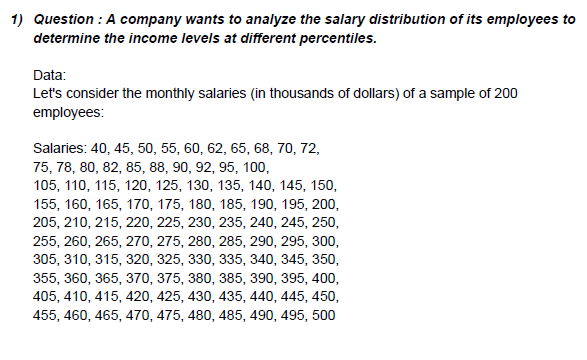 1) Question : A company wants to analyze the salary distribution of its employees to
determine the income levels at different percentiles.
Data:
Let's consider the monthly salaries (in thousands of dollars) of a sample of 200
employees:
Salaries: 40, 45, 50, 55, 60, 62, 65, 68, 70, 72,
75, 78, 80, 82, 85, 88, 90, 92, 95, 100,
105, 110, 115, 120, 125, 130, 135, 140, 145, 150,
155, 160, 165, 170, 175, 180, 185, 190, 195, 200,
205, 210, 215, 220, 225, 230, 235, 240, 245, 250,
255, 260, 265, 270, 275, 280, 285, 290, 295, 300,
305, 310, 315, 320, 325, 330, 335, 340, 345, 350,
355, 360, 365, 370, 375, 380, 385, 390, 395, 400,
405, 410, 415, 420, 425, 430, 435, 440, 445, 450,
455, 460, 465, 470, 475, 480, 485, 490, 495, 500